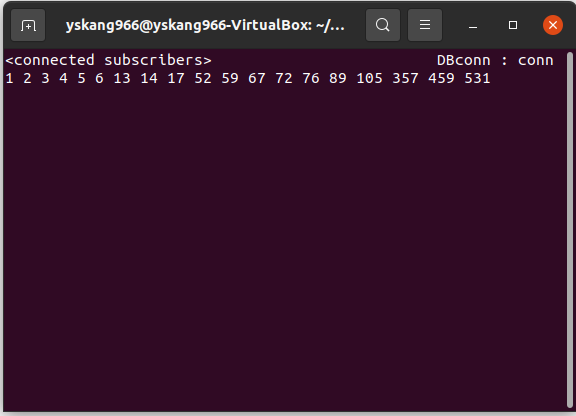 yskang966@yskang966-VirtualBox: ~/...
<connected subscribers> DBconn : conn
1 2 3 4 5 6 13 14 17 52 59 67 72 76 89 105 357 459 531